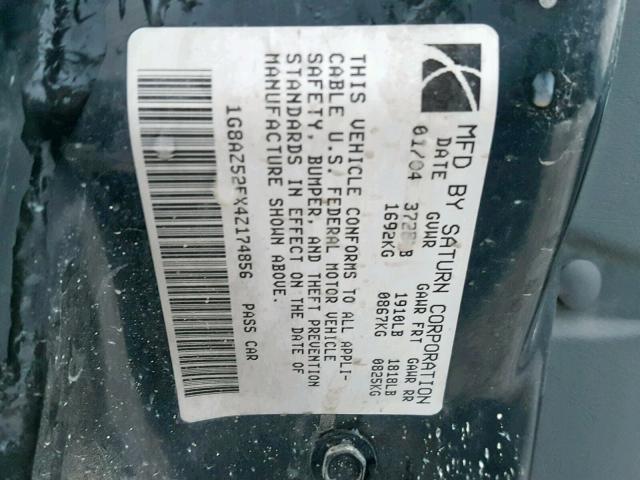 MFD BY SATURN CORPORATION
DATE GVWR GAWR FRT GAWR RR
01/04 1910LB 1818LB
1692KG 0867KG 0825KG
THIS VEHICLE CONFORMS TO ALL APPLI-
CABLE U.S. FEDERAL MOTOR VEHICLE
SAFETY, BUMPER, AND THEFT PREVENTION
STANDARDS IN EFFECT ON THE DATE OF
MANUFACTURE SHOWN ABOVE.
1G8AZ52FX4Z174856 PASS CAR